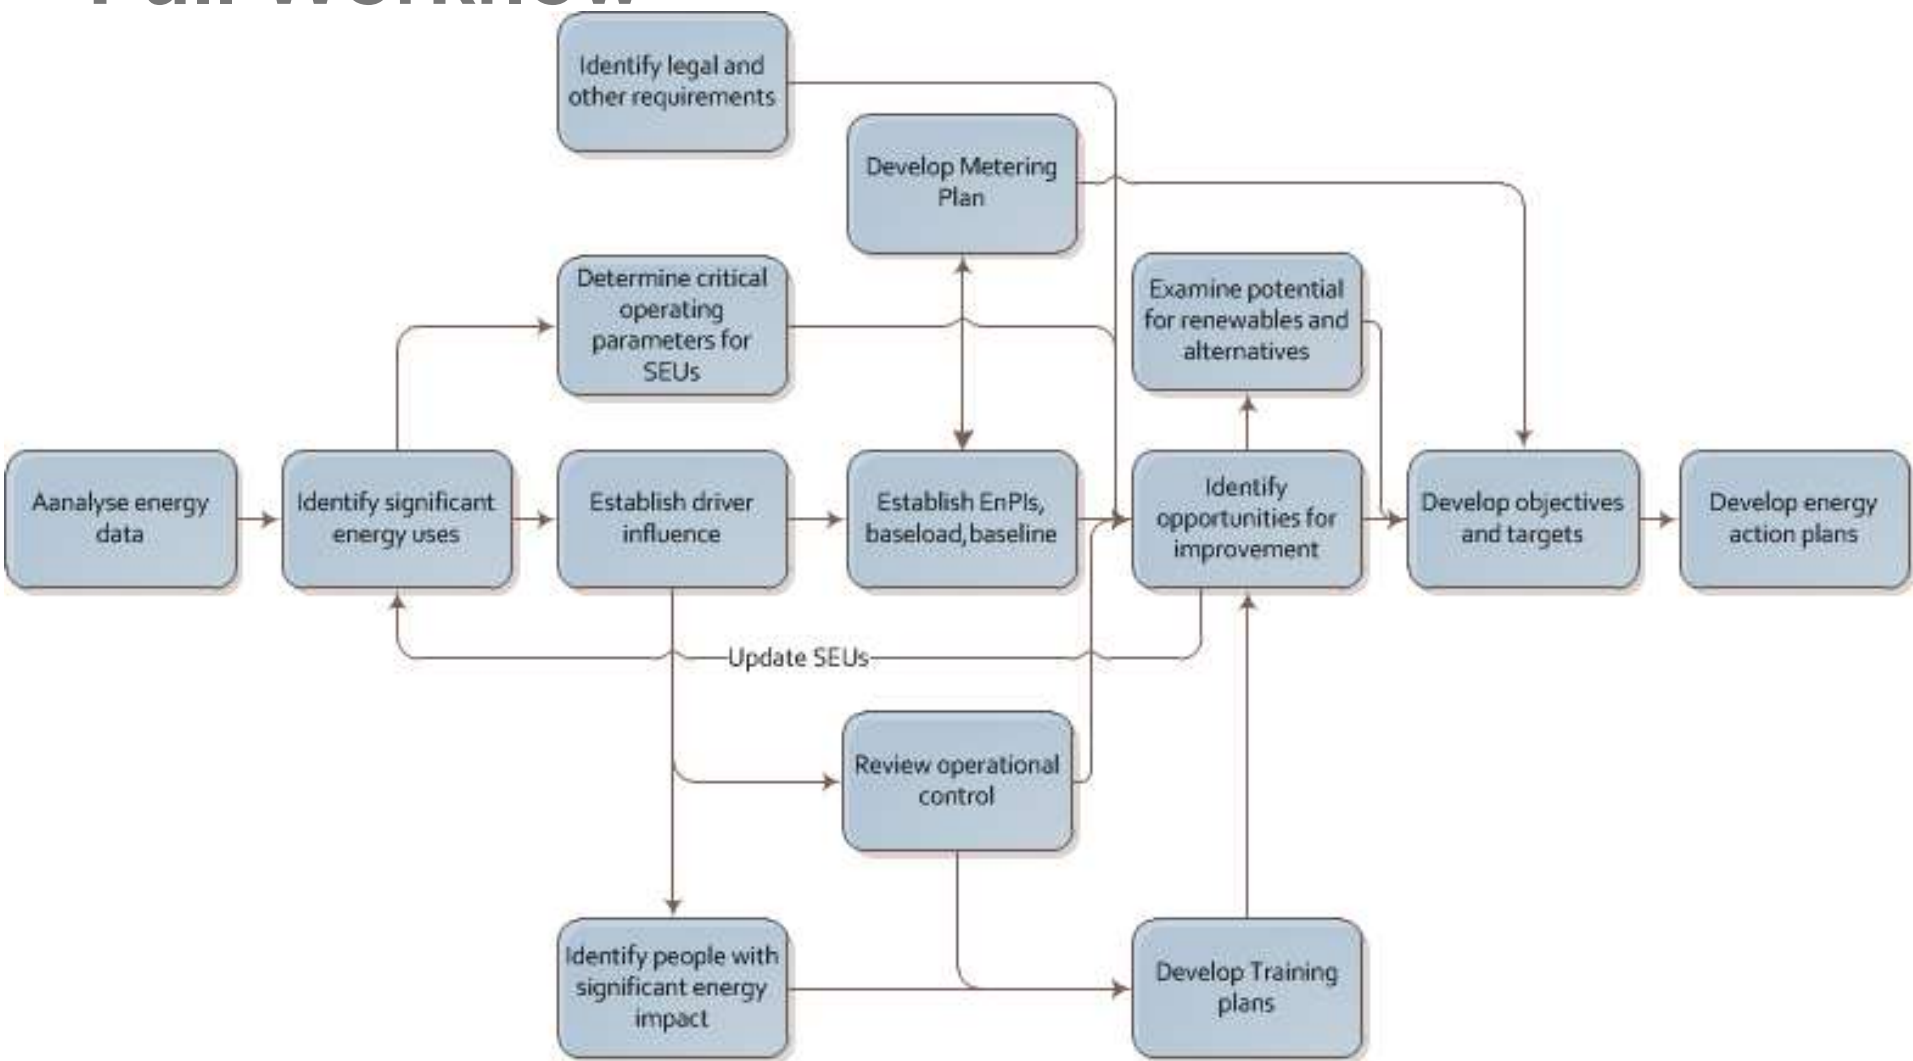 Full Workflow
Identify legal and
other requirements
Develop Metering
Plan
Determine critical
operating
parameters for
SEUs
Examine potential
for renewables and
alternatives
Aanalyse energy
data
Identify significant
energy uses
Establish driver
influence
Establish EnPIs,
baseload, baseline
Identify
opportunities for
improvement
Develop objectives
and targets
Develop energy
action plans
Update SEUs
Review operational
control
Identify people with
significant energy
impact
Develop Training
plans